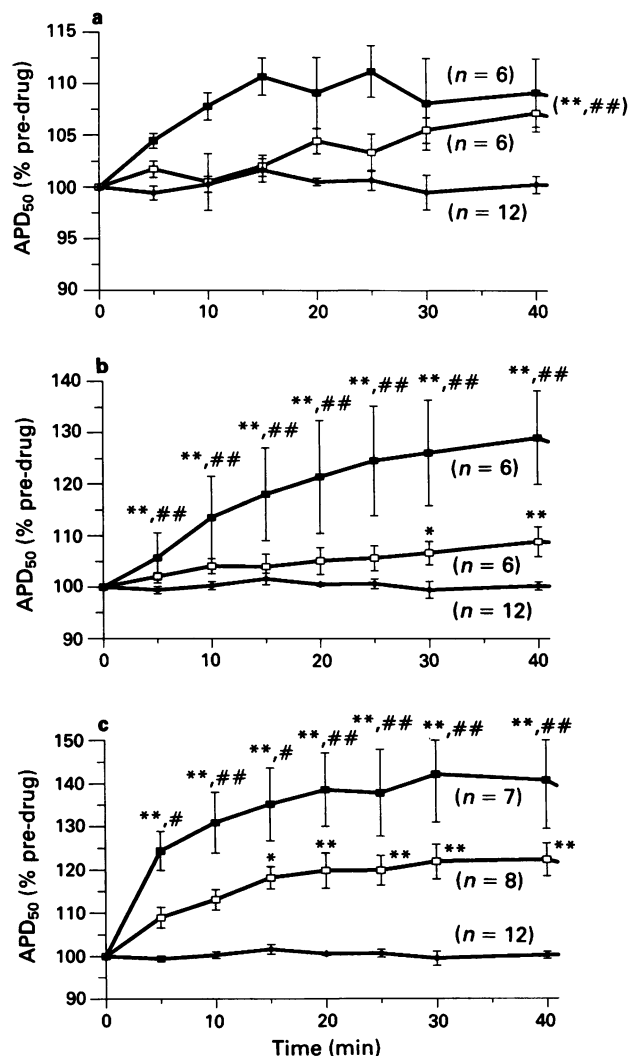 a
APD50 (% pre-drug)
115
110
105
100
95
90
(n = 6)
(**,##)
(n = 6)
(n = 12)
0 10 20 30 40
b
APD50 (% pre-drug)
140
130
120
110
100
90
**,## **,## **,## **,## **,## **,## **,##
(n = 6)
* **
(n = 6)
(n = 12)
0 10 20 30 40
c
APD50 (% pre-drug)
150
140
130
120
110
100
90
**,# **,## **,# **,## **,## **,## **,##
(n = 7)
* ** ** ** **
(n = 8)
(n = 12)
0 10 20 30 40
Time (min)